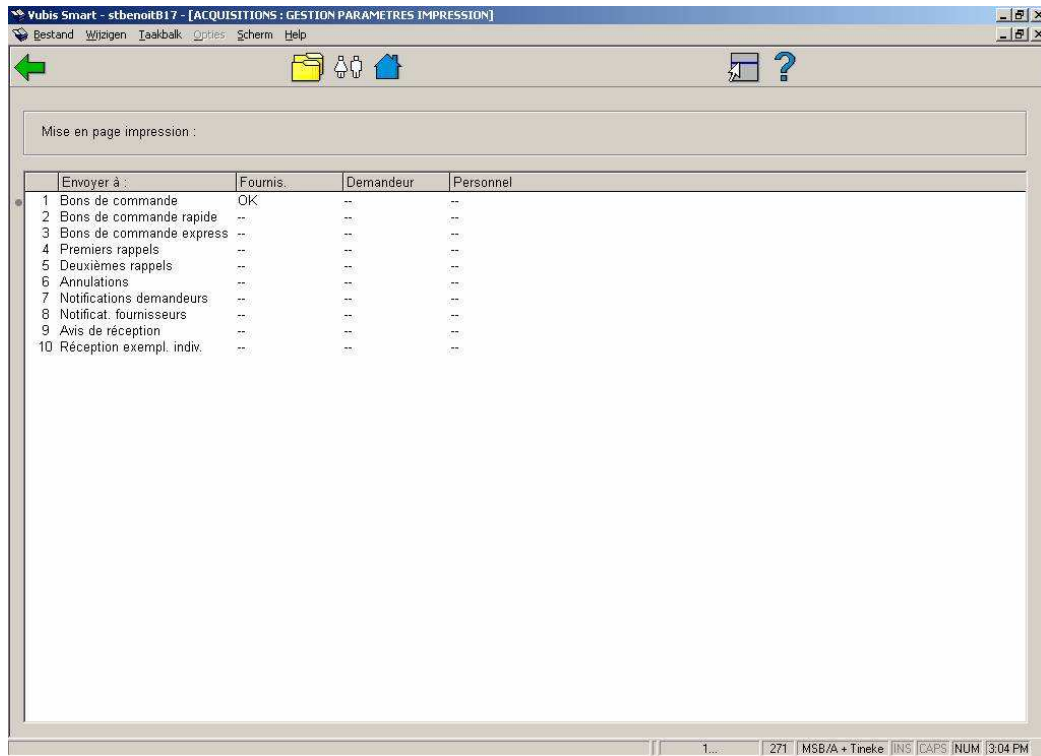 Vubis Smart - stbenoitB17 - [ACQUISITIONS : GESTION PARAMETRES IMPRESSION]
Bestand Wijzigen Taakbalk Opties Scherm Help
Mise en page impression :
Envoyer à : Fournis. Demandeur Personnel
1 Bons de commande OK -- --
2 Bons de commande rapide -- -- --
3 Bons de commande express -- -- --
4 Premiers rappels -- -- --
5 Deuxièmes rappels -- -- --
6 Annulations -- -- --
7 Notifications demandeurs -- -- --
8 Notificat. fournisseurs -- -- --
9 Avis de réception -- -- --
10 Réception exempl. indiv. -- -- --
1... 271 MSB/A + Tineke INS CAPS NUM 3:04 PM